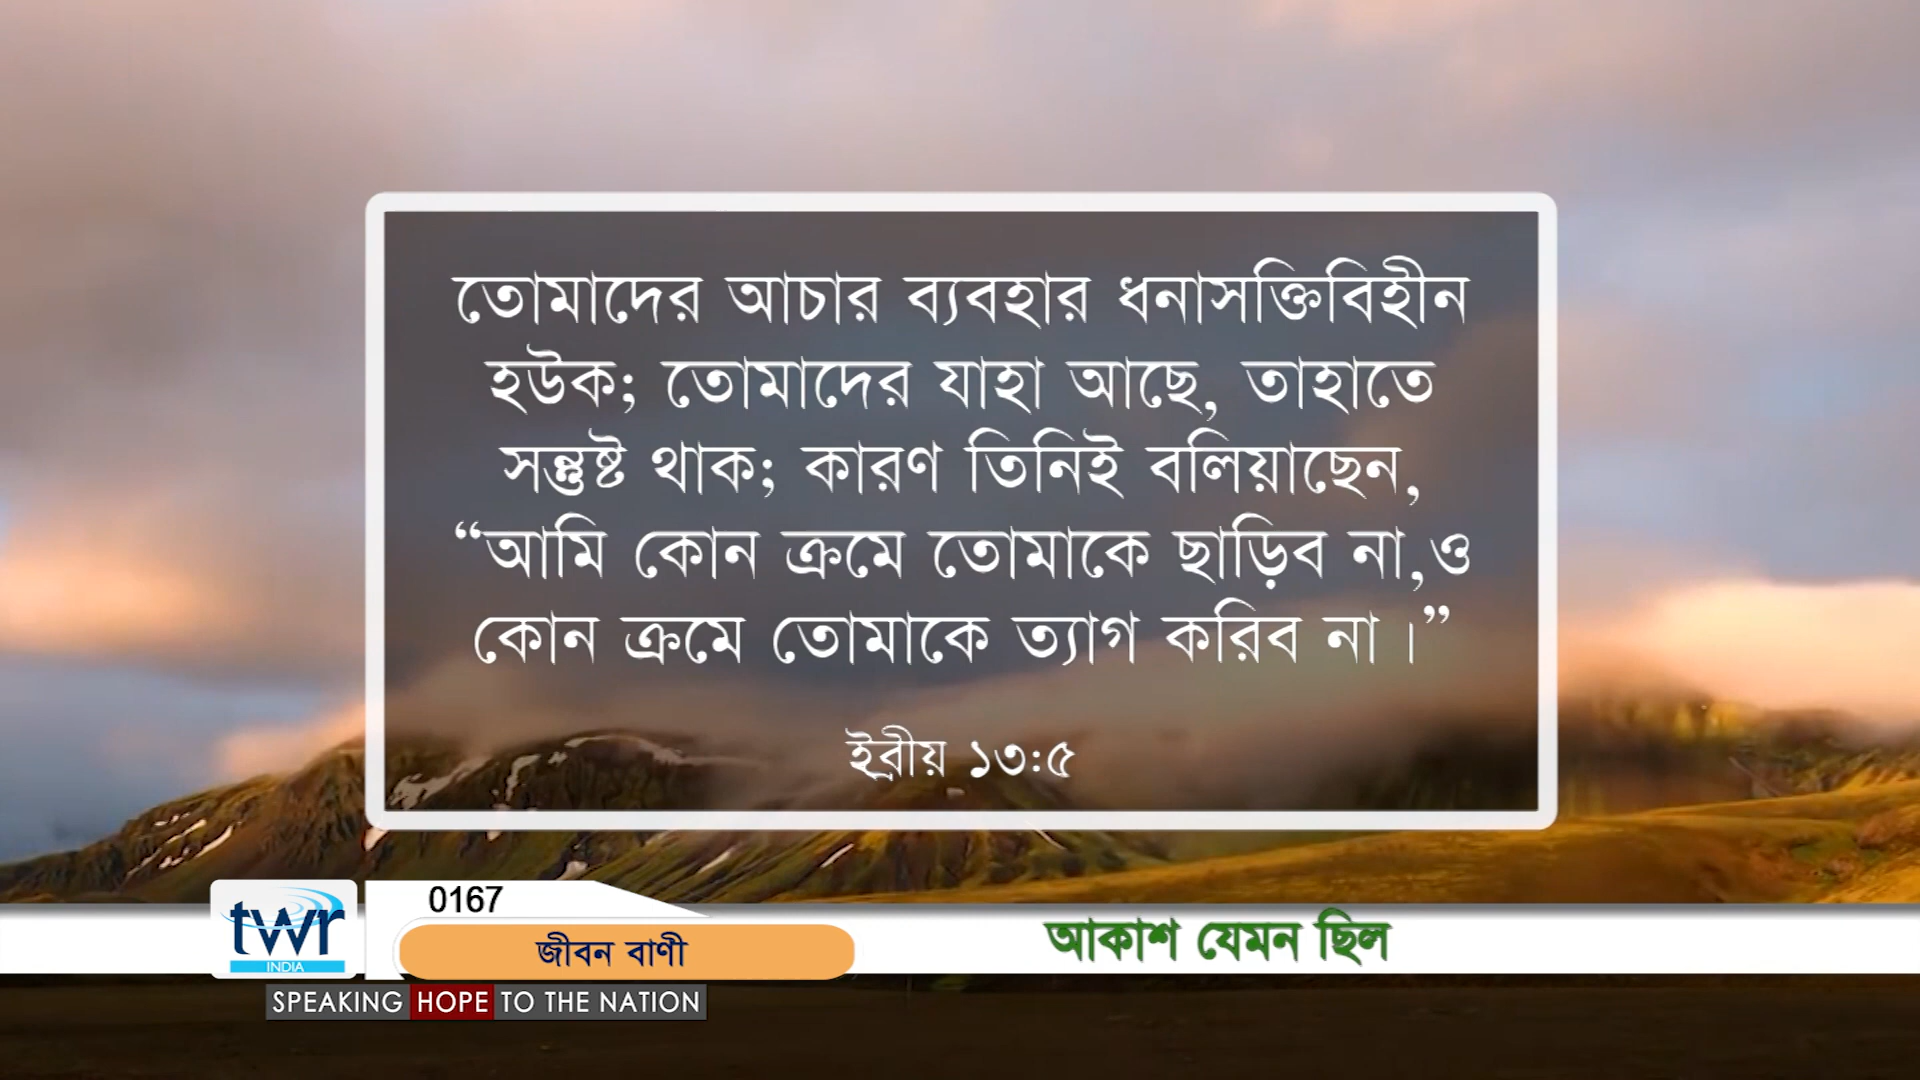 তোমাদের আচার ব্যবহার ধনাসক্তিবিহীন
হউক; তোমাদের যাহা আছে, তাহাতে
সন্তুষ্ট থাক; কারণ তিনিই বলিয়াছেন,
“আমি কোন ক্রমে তোমাকে ছাড়িব না,ও
কোন ক্রমে তোমাকে ত্যাগ করিব না।”
ইব্রীয় ১৩:৫
0167
twr
INDIA
জীবন বাণী
আকাশ যেমন ছিল
SPEAKING HOPE TO THE NATION